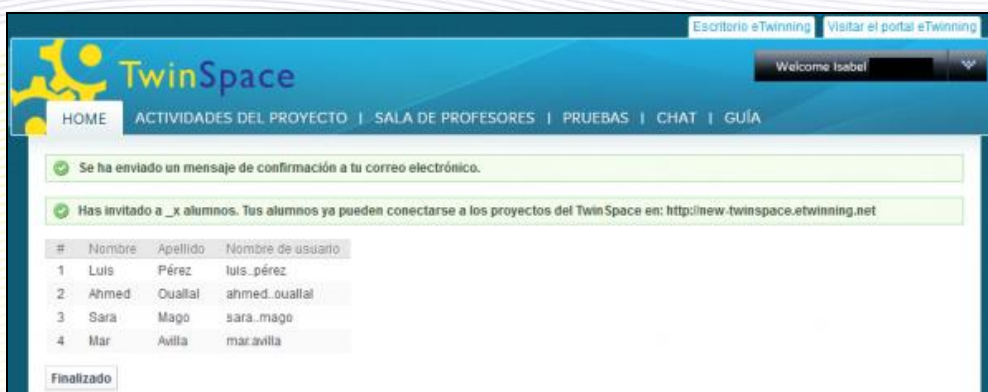 Escritorio eTwinning Visitar el portal eTwinning
TwinSpace
Welcome Isabel
HOME ACTIVIDADES DEL PROYECTO | SALA DE PROFESORES | PRUEBAS | CHAT | GUÍA
Se ha enviado un mensaje de confirmación a tu correo electrónico.
Has invitado a _x alumnos. Tus alumnos ya pueden conectarse a los proyectos del TwinSpace en: http://new-twinspace.etwinning.net
# Nombre Apellido Nombre de usuario
1 Luis Pérez luis..pérez
2 Ahmed Ouallal ahmed..ouallal
3 Sara Mago sara..mago
4 Mar Avilla mar.avilla
Finalizado